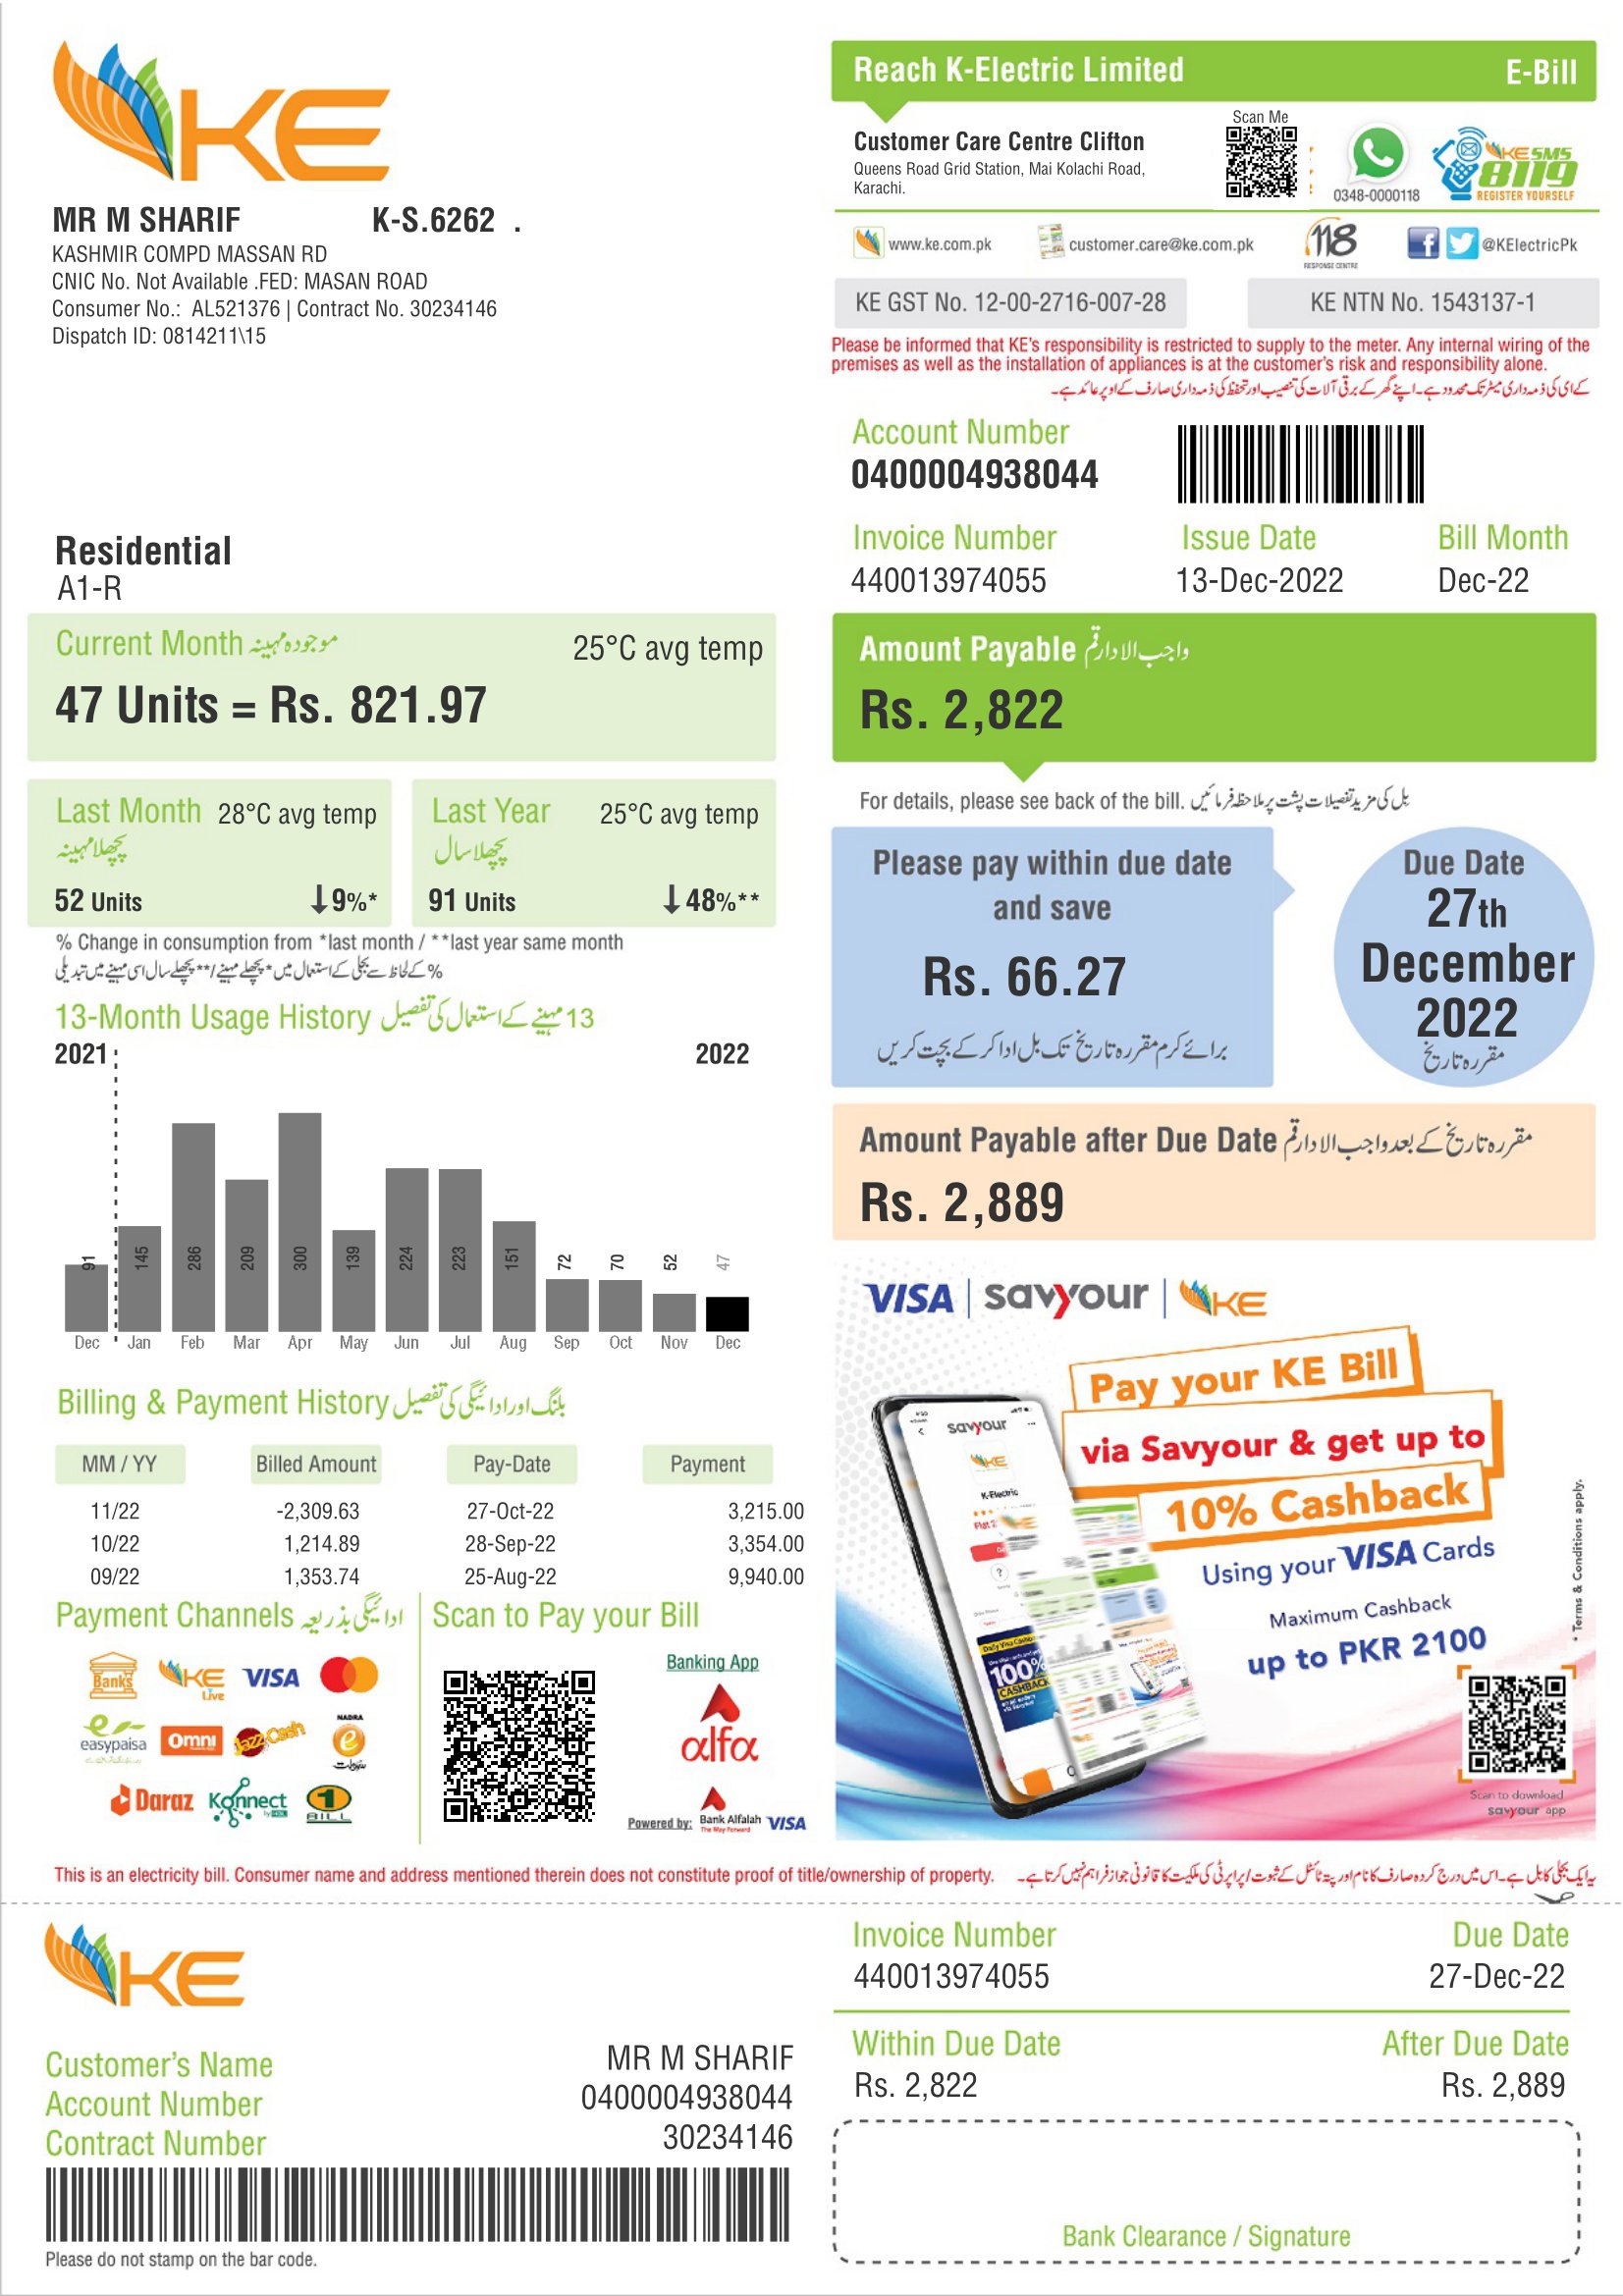 KE
MR M SHARIF K-S.6262 .
KASHMIR COMPD MASSAN RD
CNIC No. Not Available .FED: MASAN ROAD
Consumer No.: AL521376 | Contract No. 30234146
Dispatch ID: 0814211\15
Residential
A1-R
Reach K-Electric Limited E-Bill
Customer Care Centre Clifton
Queens Road Grid Station, Mai Kolachi Road,
Karachi.
Scan Me
0348-0000118
KE SMS
8119
REGISTER YOURSELF
www.ke.com.pk customer.care@ke.com.pk 118 @KElectricPk
RESPONSE CENTRE
KE GST No. 12-00-2716-007-28 KE NTN No. 1543137-1
Please be informed that KE's responsibility is restricted to supply to the meter. Any internal wiring of the
premises as well as the installation of appliances is at the customer's risk and responsibility alone.
کے ای کی ذمہ داری میٹر تک محدود ہے۔ اپنے گھر کے برقی آلات کی تنصیب اور تحفظ کی ذمہ داری صارف کے اوپر عائد ہے۔
Account Number
0400004938044
Invoice Number Issue Date Bill Month
440013974055 13-Dec-2022 Dec-22
Current Month موجودہ مہینہ 25°C avg temp
47 Units = Rs. 821.97
Last Month 28°C avg temp
پچھلا مہینہ
52 Units ↓9%*
Last Year 25°C avg temp
پچھلا سال
91 Units ↓48%**
% Change in consumption from *last month / **last year same month
% کے لحاظ سے بجلی کے استعمال میں *پچھلے مہینے/**پچھلے سال اسی مہینے میں تبدیلی
13-Month Usage History 13 مہینے کے استعمال کی تفصیل
2021 2022
91 145 286 209 300 139 224 223 151 72 70 52 47
Dec Jan Feb Mar Apr May Jun Jul Aug Sep Oct Nov Dec
Billing & Payment History بلنگ اور ادائیگی کی تفصیل
MM / YY Billed Amount Pay-Date Payment
11/22 -2,309.63 27-Oct-22 3,215.00
10/22 1,214.89 28-Sep-22 3,354.00
09/22 1,353.74 25-Aug-22 9,940.00
Payment Channels ادائیگی بذریعہ
Banks KE Live VISA
easypaisa Omni JazzCash NADRA e
Daraz Konnect 1 BILL
Scan to Pay your Bill
Banking App
alfa
Powered by: Bank Alfalah VISA
The Way Forward
Amount Payable واجب الادا رقم
Rs. 2,822
For details, please see back of the bill. بل کی مزید تفصیلات پشت پر ملاحظہ فرمائیں
Please pay within due date
and save
Rs. 66.27
برائے کرم مقررہ تاریخ تک بل ادا کر کے بچت کریں
Due Date
27th
December
2022
مقررہ تاریخ
Amount Payable after Due Date مقررہ تاریخ کے بعد واجب الادا رقم
Rs. 2,889
VISA | savyour | KE
Pay your KE Bill
via Savyour & get up to
10% Cashback
Using your VISA Cards
Maximum Cashback
up to PKR 2100
* Terms & Conditions apply.
savyour
KE
K-Electric
100%
CASHBACK
Scan to download
savyour app
This is an electricity bill. Consumer name and address mentioned therein does not constitute proof of title/ownership of property. یہ ایک بجلی کا بل ہے۔ اس میں درج کردہ صارف کا نام اور پتہ ٹائٹل کے ثبوت/پراپرٹی کی ملکیت کا قانونی جواز فراہم نہیں کرتا ہے۔
KE
Customer's Name MR M SHARIF
Account Number 0400004938044
Contract Number 30234146
Please do not stamp on the bar code.
Invoice Number Due Date
440013974055 27-Dec-22
Within Due Date After Due Date
Rs. 2,822 Rs. 2,889
Bank Clearance / Signature